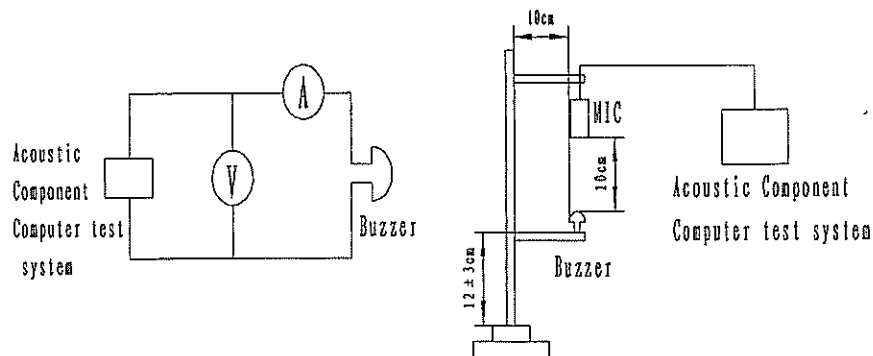 A
V
Acoustic
Component
Computer test
system
Buzzer
10cm
MIC
10cm
Buzzer
12±3cm
Acoustic Component
Computer test system